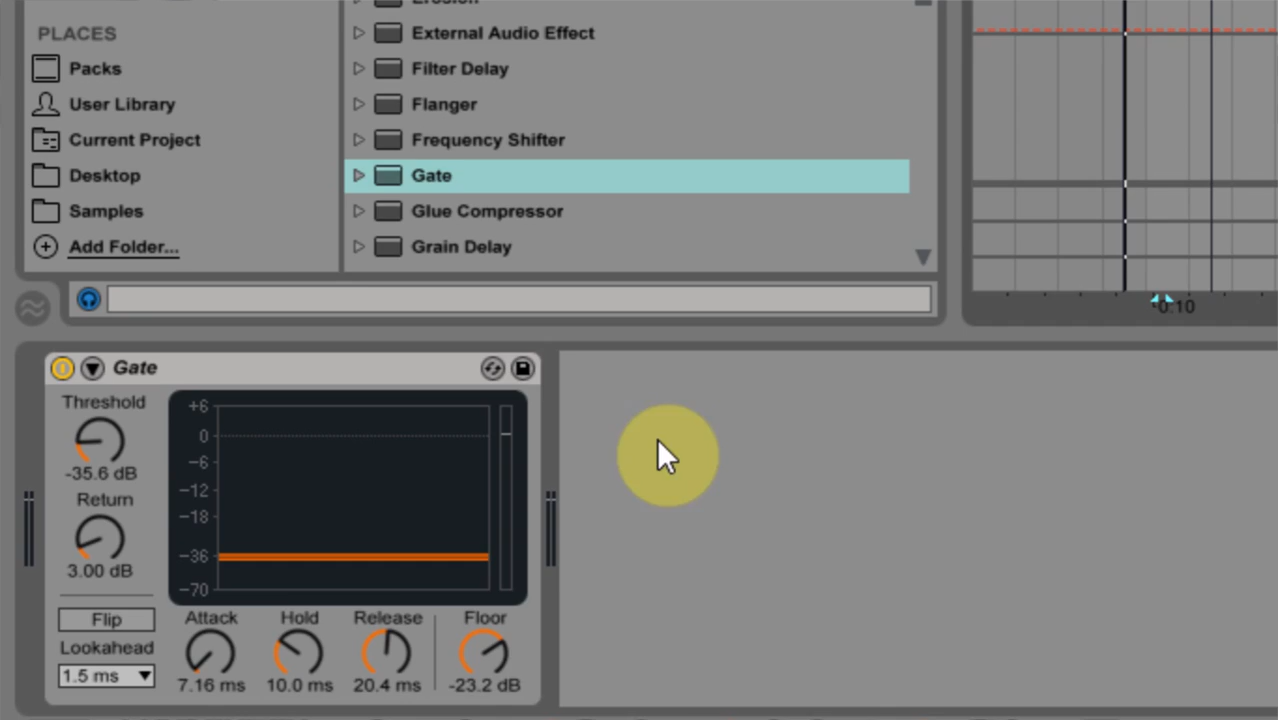 Erosion
PLACES
External Audio Effect
Packs
Filter Delay
User Library
Flanger
Current Project
Frequency Shifter
Desktop
Gate
Samples
Glue Compressor
Add Folder...
Grain Delay
0:10
Gate
Threshold
-35.6 dB
Return
3.00 dB
Flip
Lookahead
1.5 ms
+6
0
-6
-12
-18
-36
-70
Attack
Hold
Release
Floor
7.16 ms
10.0 ms
20.4 ms
-23.2 dB